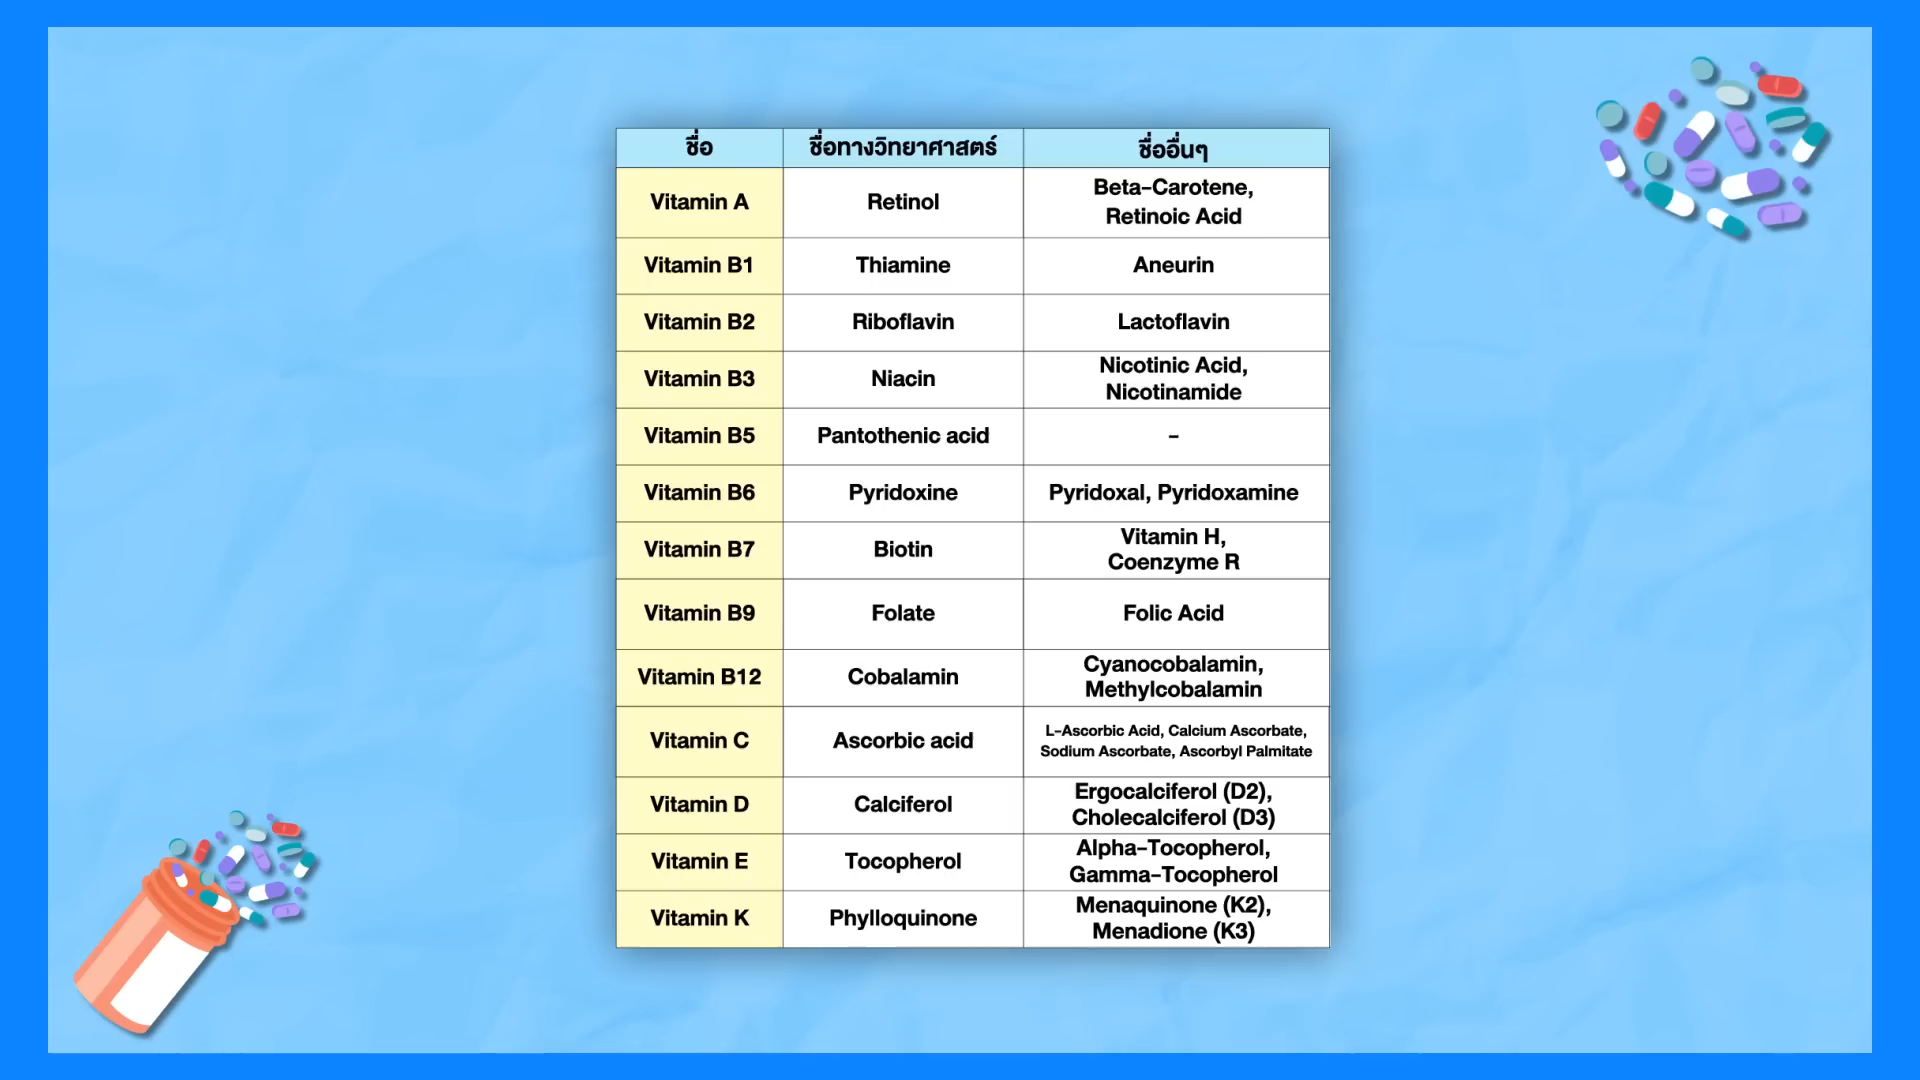 ชื่อ ชื่อทางวิทยาศาสตร์ ชื่ออื่นๆ
Vitamin A Retinol Beta-Carotene,
Retinoic Acid
Vitamin B1 Thiamine Aneurin
Vitamin B2 Riboflavin Lactoflavin
Vitamin B3 Niacin Nicotinic Acid,
Nicotinamide
Vitamin B5 Pantothenic acid -
Vitamin B6 Pyridoxine Pyridoxal, Pyridoxamine
Vitamin B7 Biotin Vitamin H,
Coenzyme R
Vitamin B9 Folate Folic Acid
Vitamin B12 Cobalamin Cyanocobalamin,
Methylcobalamin
Vitamin C Ascorbic acid L-Ascorbic Acid, Calcium Ascorbate,
Sodium Ascorbate, Ascorbyl Palmitate
Vitamin D Calciferol Ergocalciferol (D2),
Cholecalciferol (D3)
Vitamin E Tocopherol Alpha-Tocopherol,
Gamma-Tocopherol
Vitamin K Phylloquinone Menaquinone (K2),
Menadione (K3)